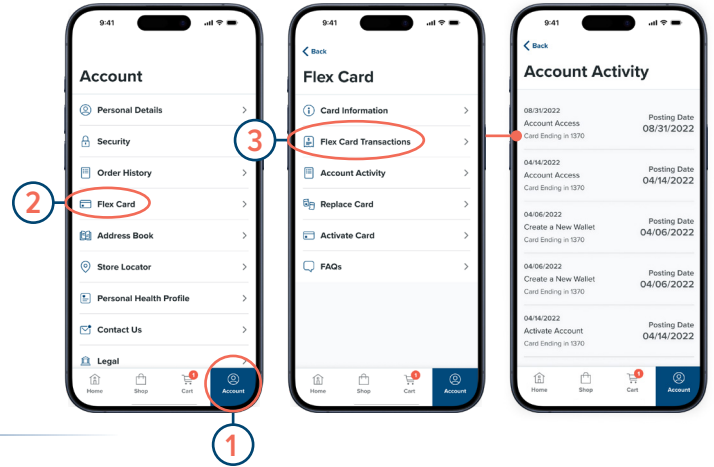 9:41
Account
Personal Details
Security
Order History
Flex Card
Address Book
Store Locator
Personal Health Profile
Contact Us
Legal
Home
Shop
1
Cart
Account
2
1
9:41
Back
Flex Card
Card Information
Flex Card Transactions
Account Activity
Replace Card
Activate Card
FAQs
Home
Shop
1
Cart
Account
3
9:41
Back
Account Activity
08/31/2022
Account Access
Card Ending in 1370
Posting Date
08/31/2022
04/14/2022
Account Access
Card Ending in 1370
Posting Date
04/14/2022
04/06/2022
Create a New Wallet
Card Ending in 1370
Posting Date
04/06/2022
04/06/2022
Create a New Wallet
Card Ending in 1370
Posting Date
04/06/2022
04/14/2022
Activate Account
Card Ending in 1370
Posting Date
04/14/2022
Home
Shop
1
Cart
Account